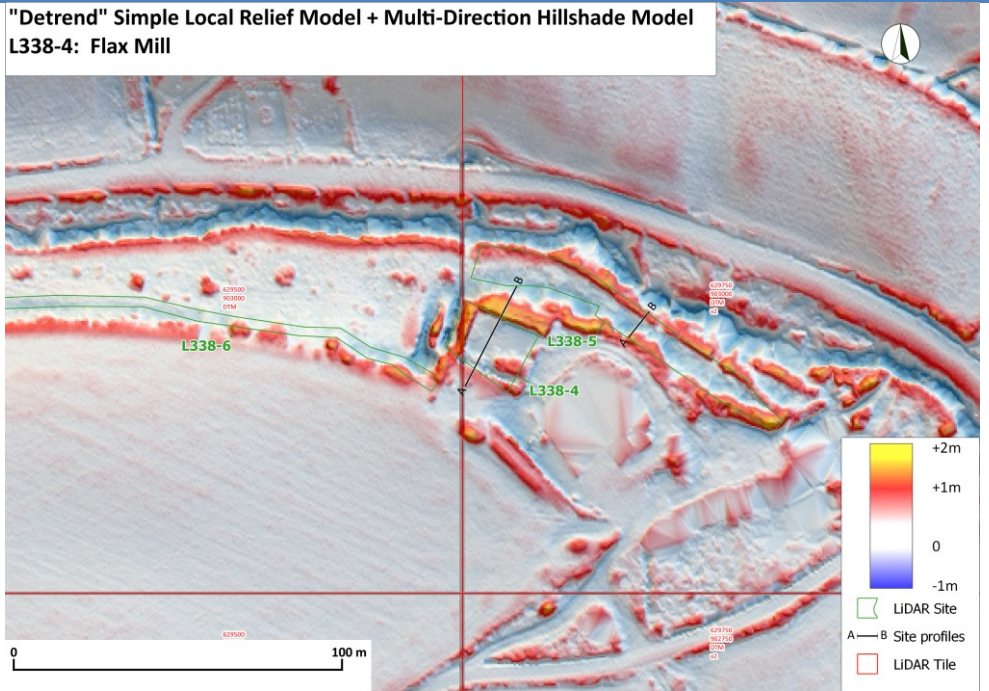 "Detrend" Simple Local Relief Model + Multi-Direction Hillshade Model
L338-4: Flax Mill
B
629500
903000
DTM
629750
903000
DTM
v2
B
L338-6
L338-5
A
A
L338-4
+2m
+1m
0
-1m
LiDAR Site
A B Site profiles
LiDAR Tile
629500
629750
902750
DTM
v2
0 100 m